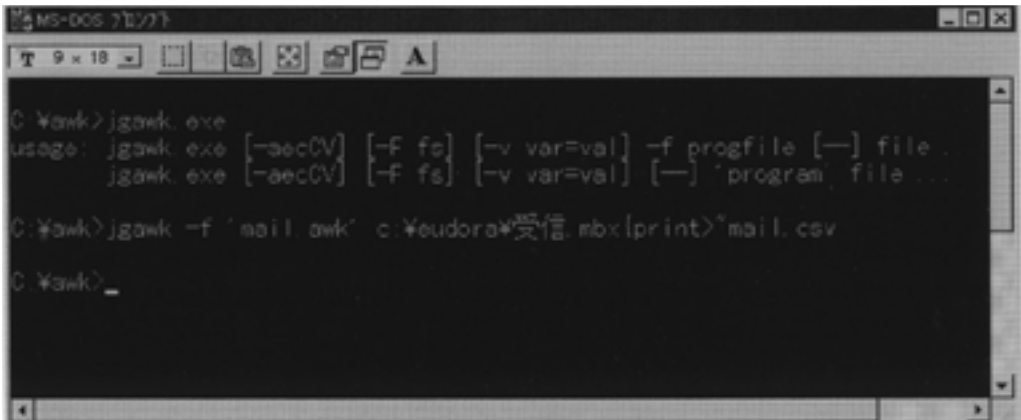 MS-DOS プロンプト
T 9 × 18 A
C:¥awk>jgawk.exe
usage: jgawk.exe [-aecCV] [-F fs] [-v var=val] -f progfile [--] file ...
jgawk.exe [-aecCV] [-F fs] [-v var=val] [--] 'program' file ...
C:¥awk>jgawk -f 'mail.awk' c:¥eudora¥受信.mbx{print>"mail.csv
C:¥awk>_